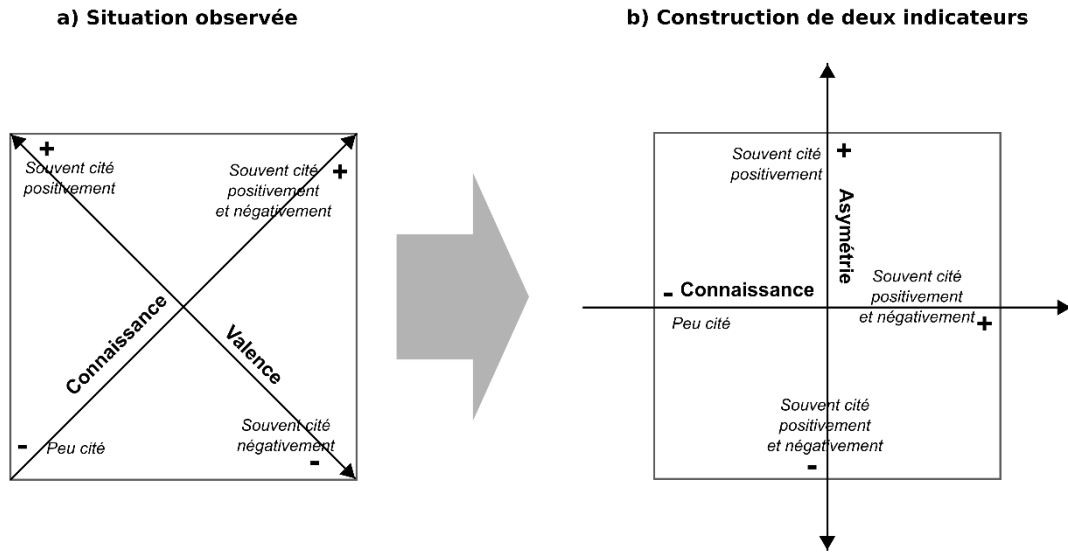 a) Situation observée
+
Souvent cité
positivement
Souvent cité
+
positivement
et négativement
Connaissance
Valence
- Peu cité
Souvent cité
négativement
-
b) Construction de deux indicateurs
Souvent cité
positivement
+
Asymétrie
- Connaissance
Peu cité
Souvent cité
positivement
et négativement
+
Souvent cité
positivement
et négativement
-